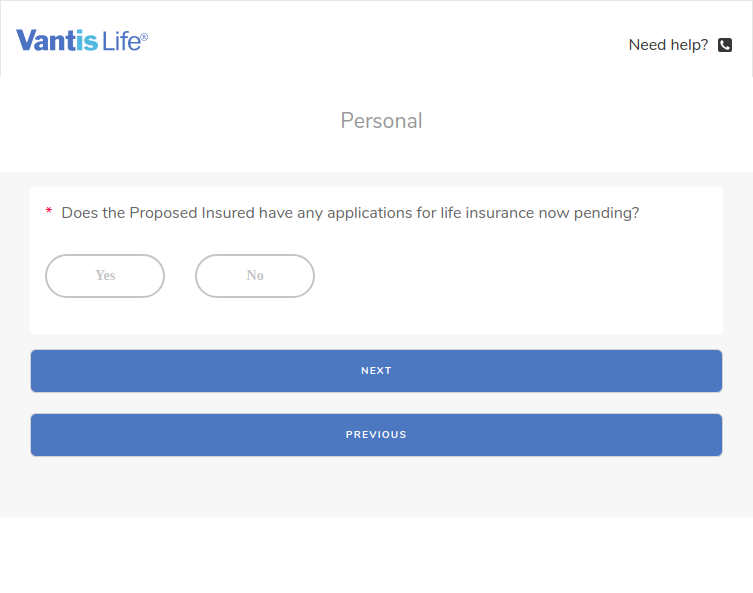 Vantis Life®
Need help?
Personal
* Does the Proposed Insured have any applications for life insurance now pending?
Yes
No
NEXT
PREVIOUS